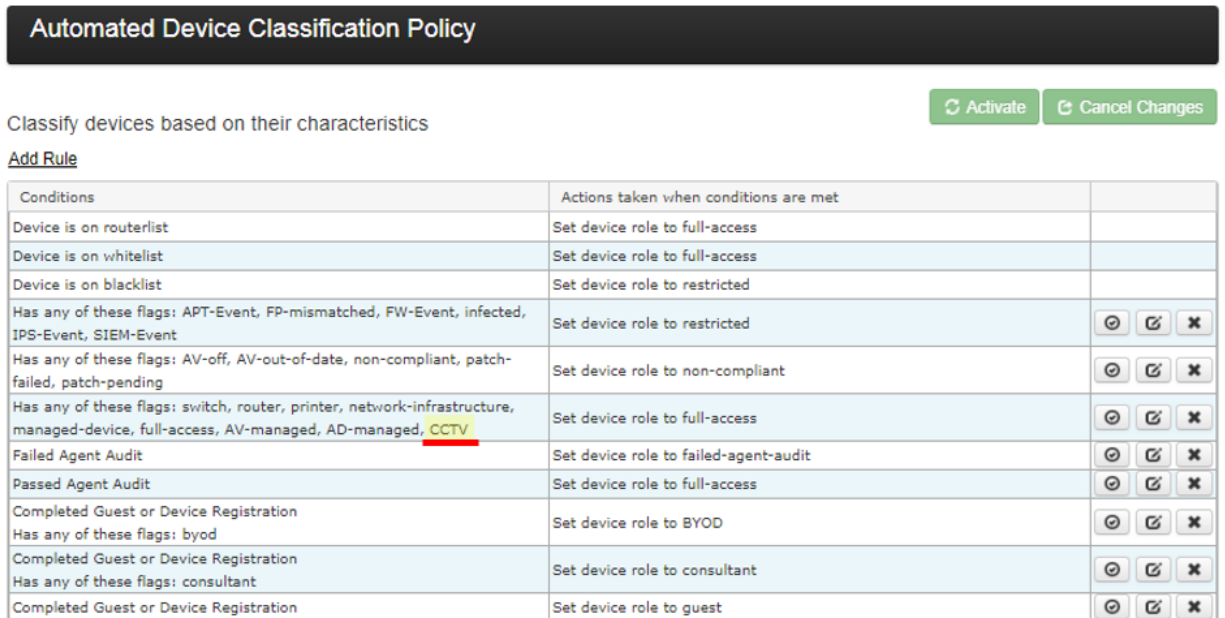 Automated Device Classification Policy
Activate
Cancel Changes
Classify devices based on their characteristics
Add Rule
Conditions
Actions taken when conditions are met
Device is on routerlist
Set device role to full-access
Device is on whitelist
Set device role to full-access
Device is on blacklist
Set device role to restricted
Has any of these flags: APT-Event, FP-mismatched, FW-Event, infected,
IPS-Event, SIEM-Event
Set device role to restricted
Has any of these flags: AV-off, AV-out-of-date, non-compliant, patch-
failed, patch-pending
Set device role to non-compliant
Has any of these flags: switch, router, printer, network-infrastructure,
managed-device, full-access, AV-managed, AD-managed, CCTV
Set device role to full-access
Failed Agent Audit
Set device role to failed-agent-audit
Passed Agent Audit
Set device role to full-access
Completed Guest or Device Registration
Has any of these flags: byod
Set device role to BYOD
Completed Guest or Device Registration
Has any of these flags: consultant
Set device role to consultant
Completed Guest or Device Registration
Set device role to guest